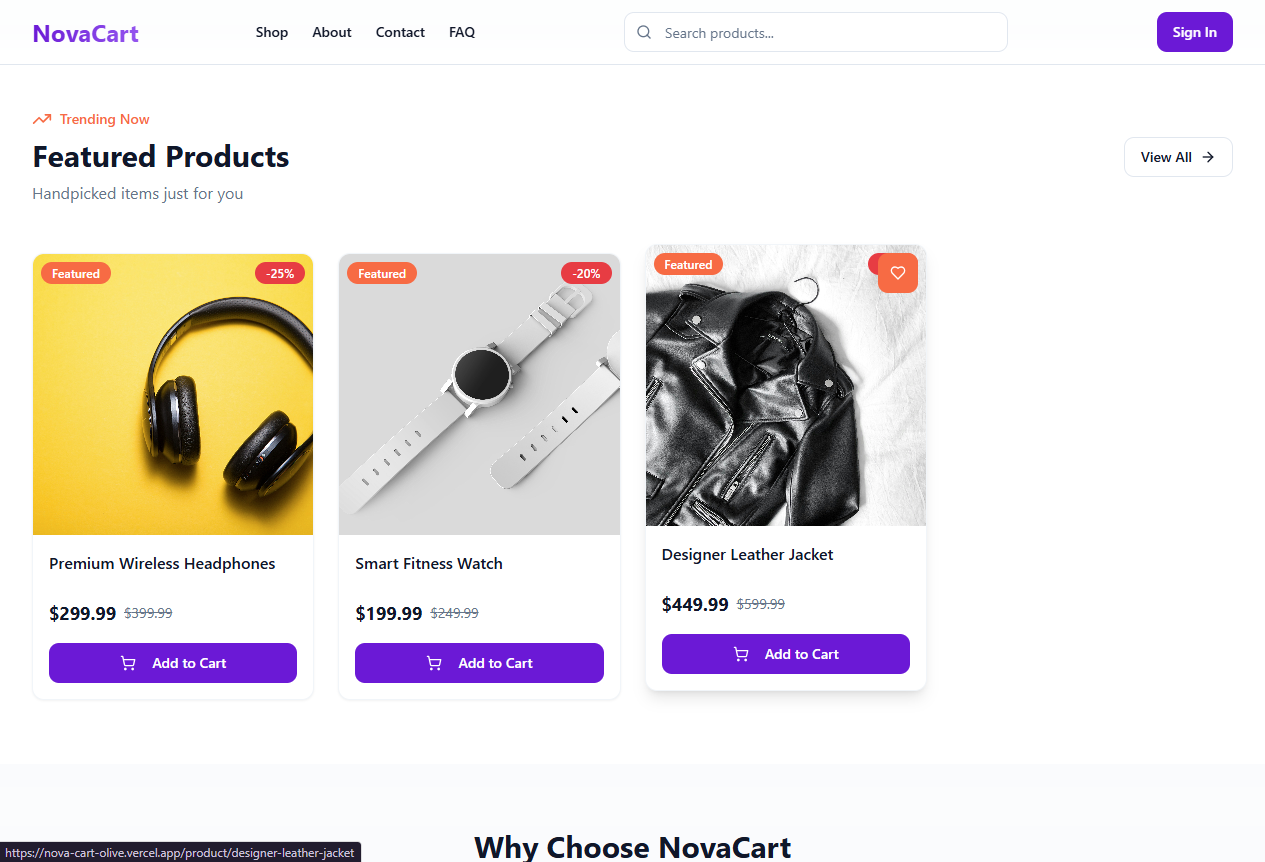 NovaCart
Shop
About
Contact
FAQ
Search products...
Sign In
Trending Now
Featured Products
Handpicked items just for you
View All
Featured
-25%
Premium Wireless Headphones
$299.99 $399.99
Add to Cart
Featured
-20%
Smart Fitness Watch
$199.99 $249.99
Add to Cart
Featured
Designer Leather Jacket
$449.99 $599.99
Add to Cart
Why Choose NovaCart
https://nova-cart-olive.vercel.app/product/designer-leather-jacket